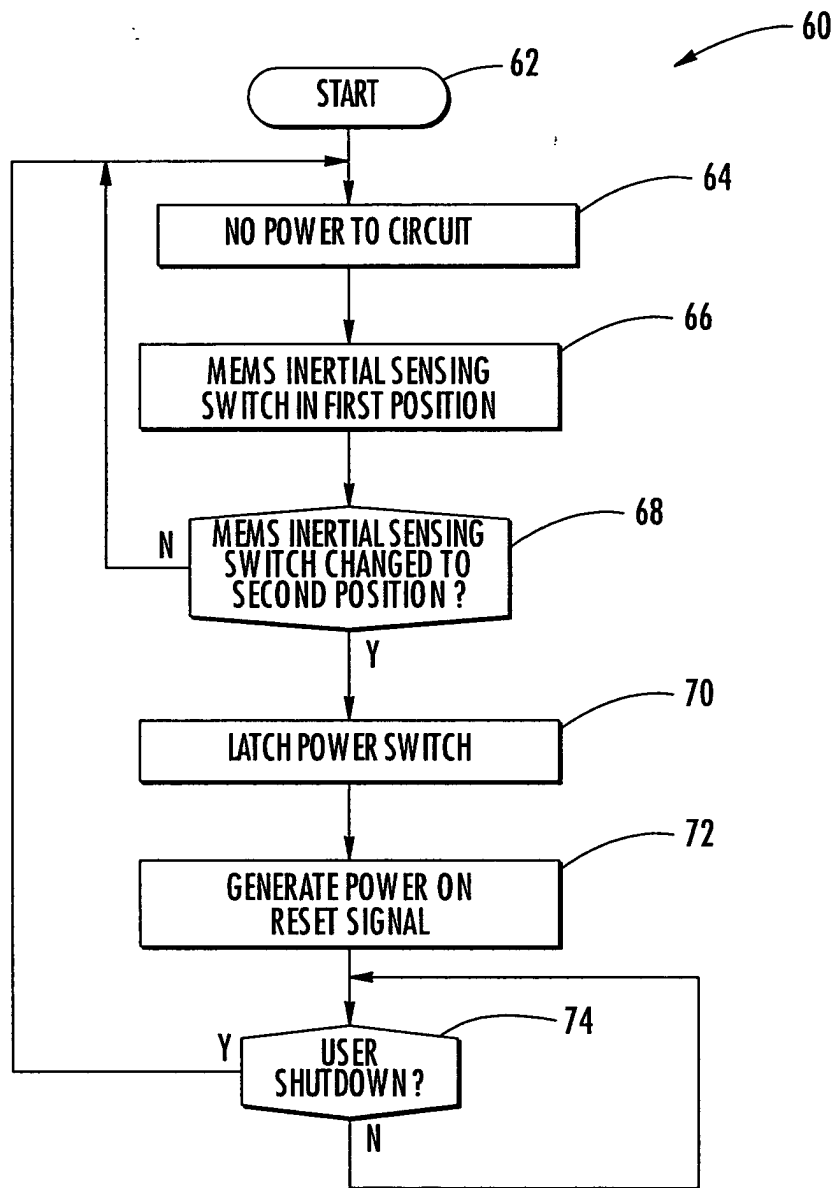 60
62
START
64
NO POWER TO CIRCUIT
66
MEMS INERTIAL SENSING
SWITCH IN FIRST POSITION
68
MEMS INERTIAL SENSING
SWITCH CHANGED TO
SECOND POSITION ?
N
Y
70
LATCH POWER SWITCH
72
GENERATE POWER ON
RESET SIGNAL
74
Y
USER
SHUTDOWN ?
N